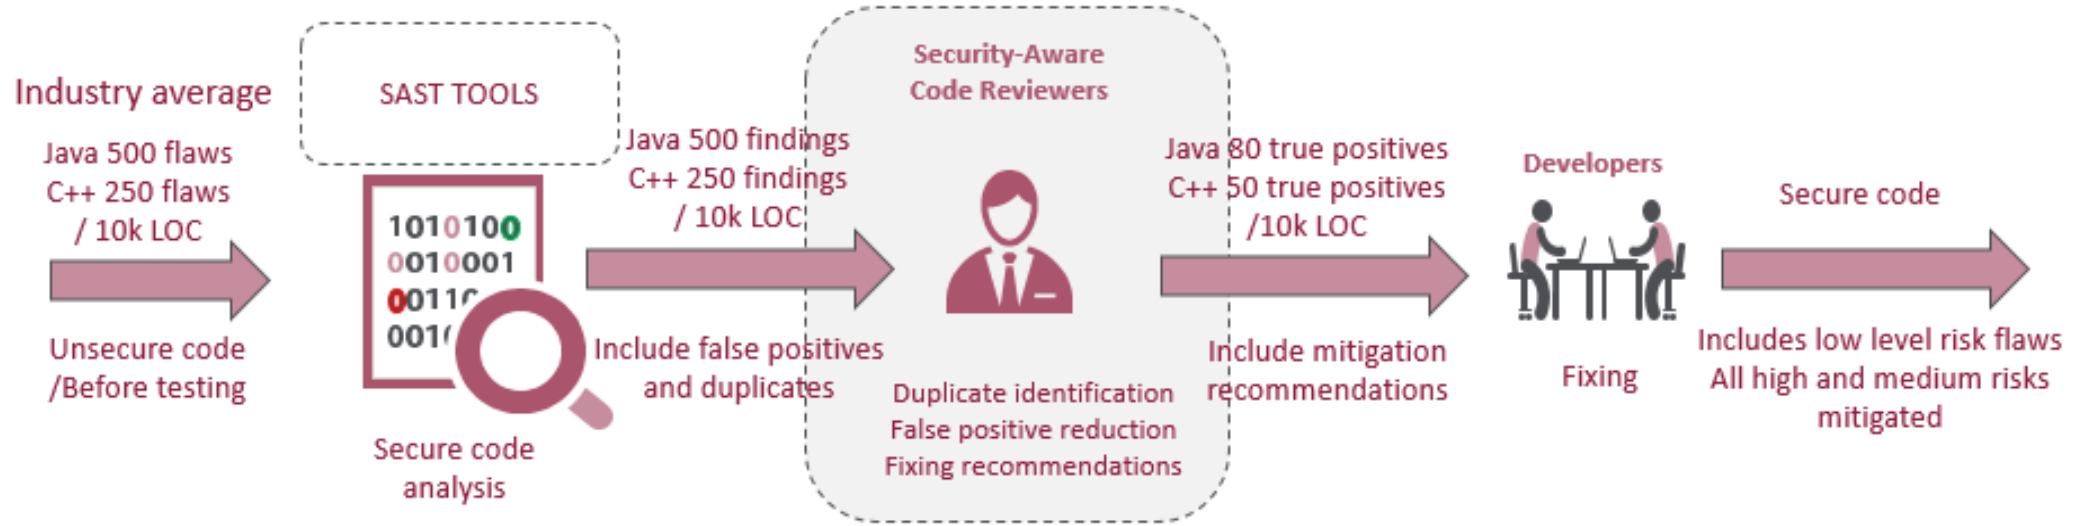 Industry average
Java 500 flaws
C++ 250 flaws
/ 10k LOC
Unsecure code
/Before testing
SAST TOOLS
1010100
0010001
00110
0010
Secure code
analysis
Java 500 findings
C++ 250 findings
/ 10k LOC
Include false positives
and duplicates
Security-Aware
Code Reviewers
Duplicate identification
False positive reduction
Fixing recommendations
Java 80 true positives
C++ 50 true positives
/10k LOC
Include mitigation
recommendations
Developers
Fixing
Secure code
Includes low level risk flaws
All high and medium risks
mitigated